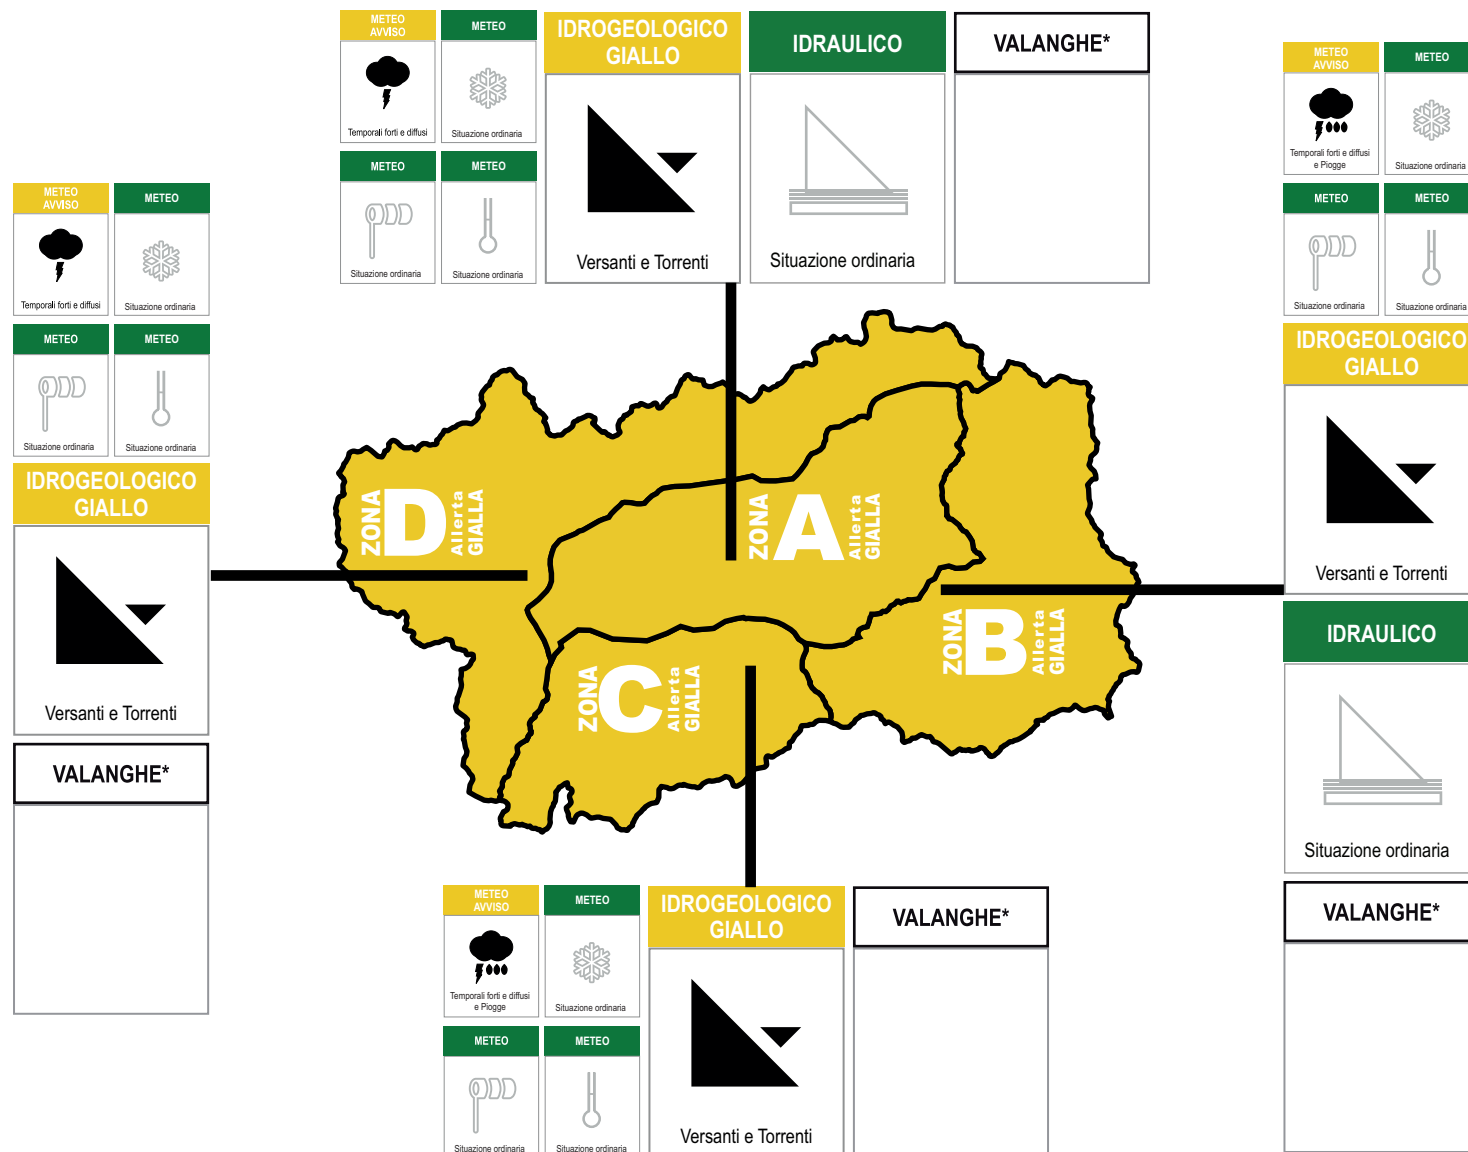 METEO
AVVISO
METEO
Temporali forti e diffusi
Situazione ordinaria
METEO
METEO
Situazione ordinaria
Situazione ordinaria
IDROGEOLOGICO
GIALLO
Versanti e Torrenti
IDRAULICO
Situazione ordinaria
VALANGHE*
METEO
AVVISO
METEO
Temporali forti e diffusi
e Piogge
Situazione ordinaria
METEO
METEO
Situazione ordinaria
Situazione ordinaria
IDROGEOLOGICO
GIALLO
Versanti e Torrenti
IDRAULICO
Situazione ordinaria
VALANGHE*
METEO
AVVISO
METEO
Temporali forti e diffusi
Situazione ordinaria
METEO
METEO
Situazione ordinaria
Situazione ordinaria
IDROGEOLOGICO
GIALLO
Versanti e Torrenti
VALANGHE*
ZONA
D
Allerta
GIALLA
ZONA
A
Allerta
GIALLA
ZONA
B
Allerta
GIALLA
ZONA
C
Allerta
GIALLA
METEO
AVVISO
METEO
Temporali forti e diffusi
e Piogge
Situazione ordinaria
METEO
METEO
Situazione ordinaria
Situazione ordinaria
IDROGEOLOGICO
GIALLO
Versanti e Torrenti
VALANGHE*